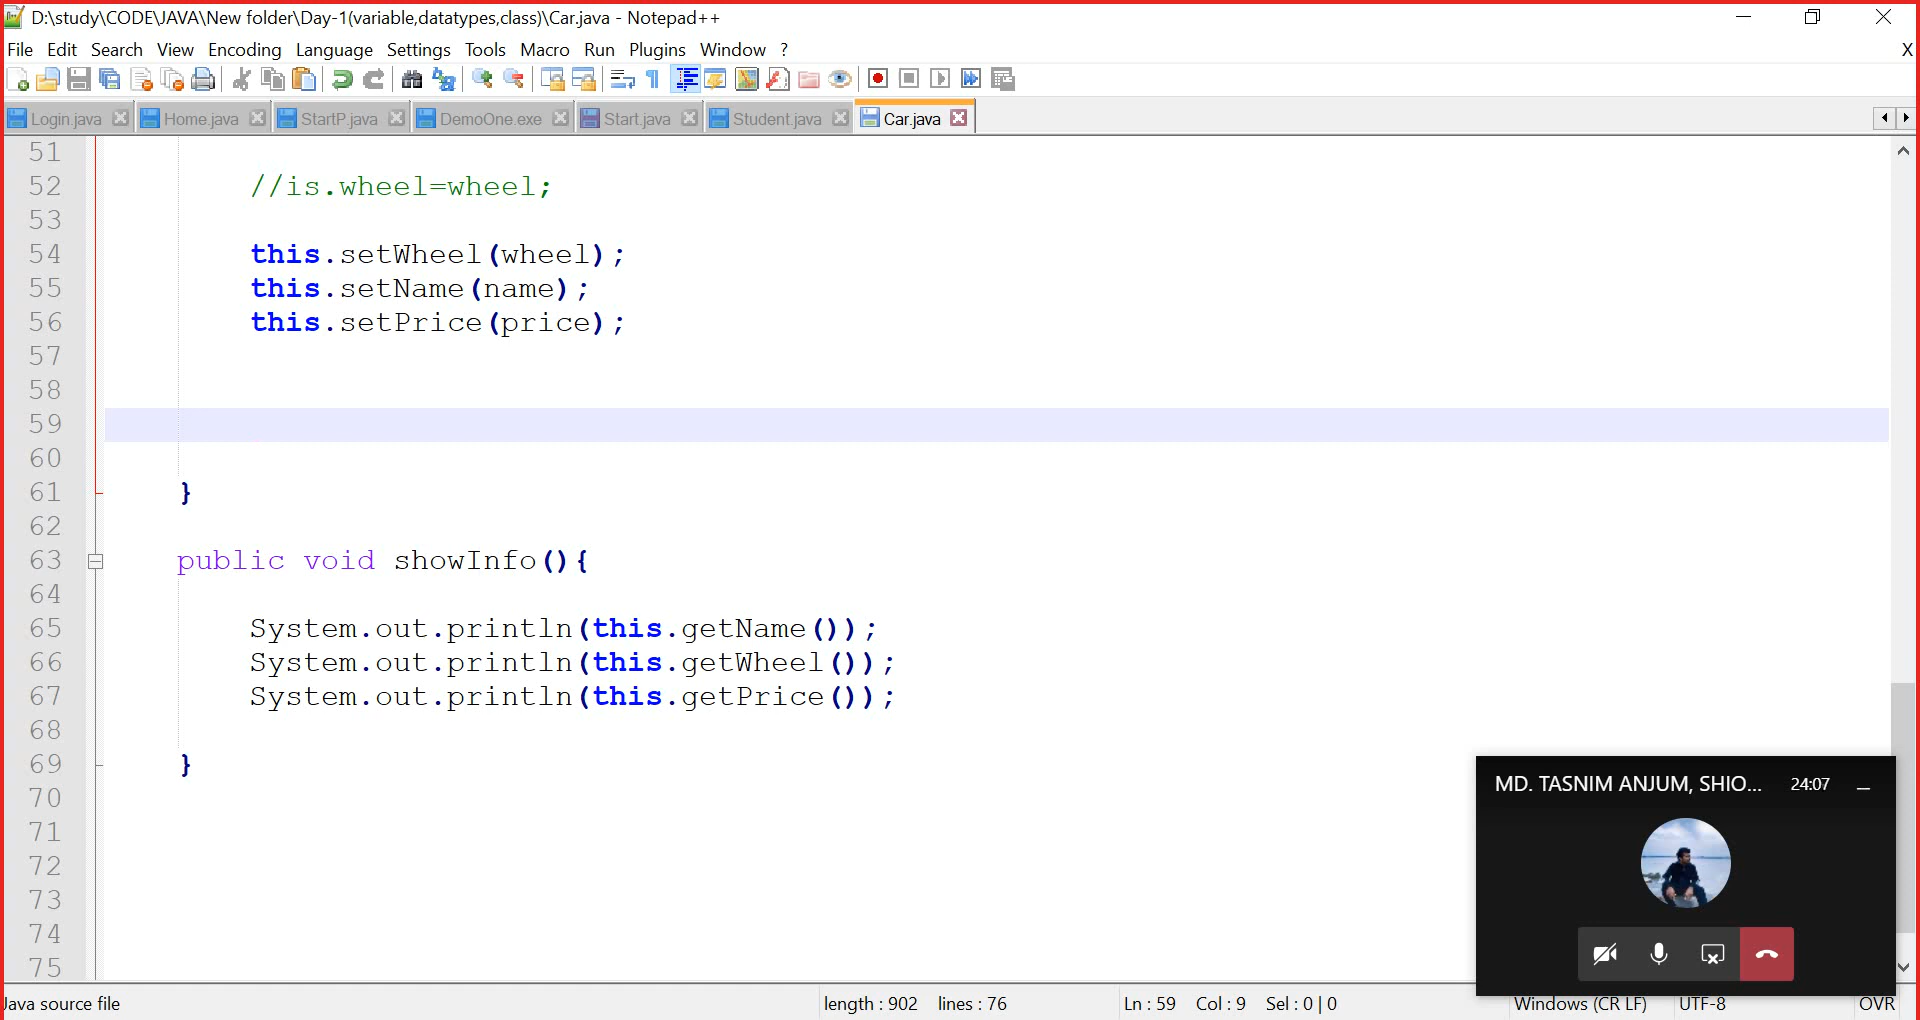 D:\study\CODE\JAVA\New folder\Day-1(variable,datatypes,class)\Car.java - Notepad++
File Edit Search View Encoding Language Settings Tools Macro Run Plugins Window ? X
Login.java Home.java StartP.java DemoOne.exe Start.java Student.java Car.java
51
52 //is.wheel=wheel;
53
54 this.setWheel(wheel);
55 this.setName(name);
56 this.setPrice(price);
57
58
59
60
61 }
62
63 public void showInfo(){
64
65 System.out.println(this.getName());
66 System.out.println(this.getWheel());
67 System.out.println(this.getPrice());
68
69 }
70
71
72
73
74
75
MD. TASNIM ANJUM, SHIO... 24:07
Java source file length : 902 lines : 76 Ln : 59 Col : 9 Sel : 0 | 0 Windows (CR LF) UTF-8 OVR